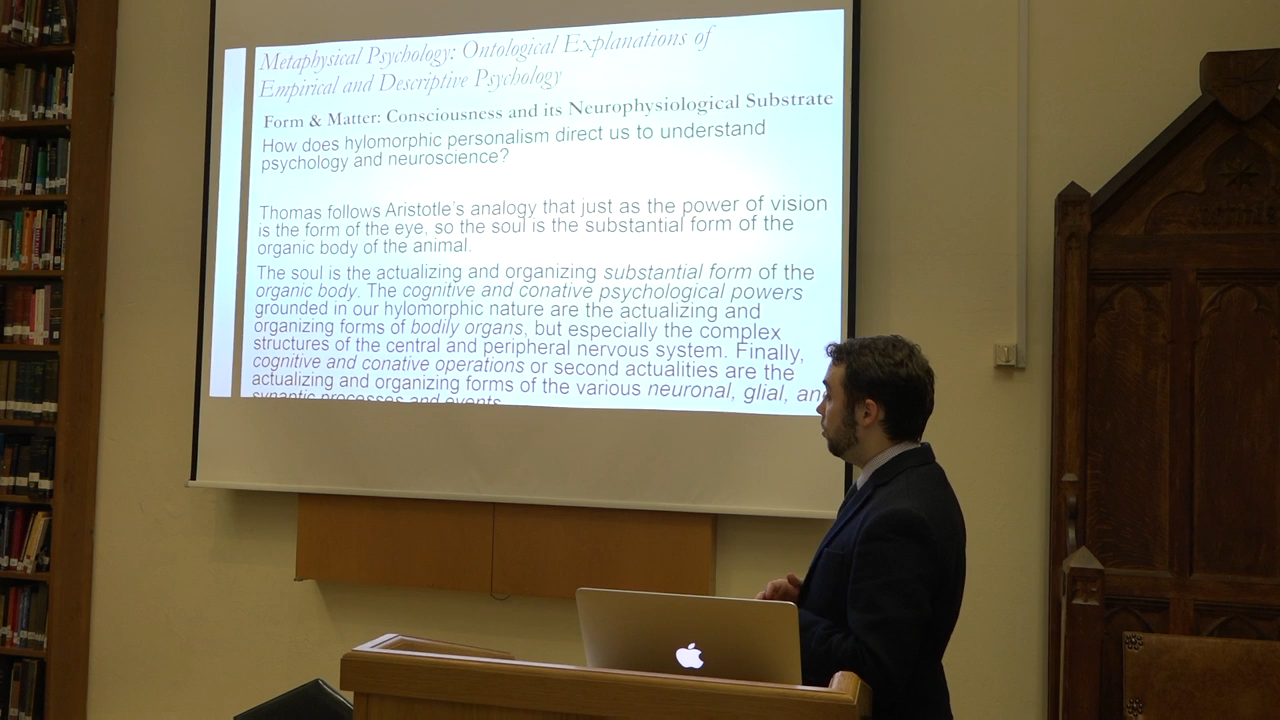 Metaphysical Psychology: Ontological Explanations of
Empirical and Descriptive Psychology
Form & Matter: Consciousness and its Neurophysiological Substrate
How does hylomorphic personalism direct us to understand
psychology and neuroscience?
Thomas follows Aristotle's analogy that just as the power of vision
is the form of the eye, so the soul is the substantial form of the
organic body of the animal.
The soul is the actualizing and organizing substantial form of the
organic body. The cognitive and conative psychological powers
grounded in our hylomorphic nature are the actualizing and
organizing forms of bodily organs, but especially the complex
structures of the central and peripheral nervous system. Finally,
cognitive and conative operations or second actualities are the
actualizing and organizing forms of the various neuronal, glial, and
synaptic processes and events